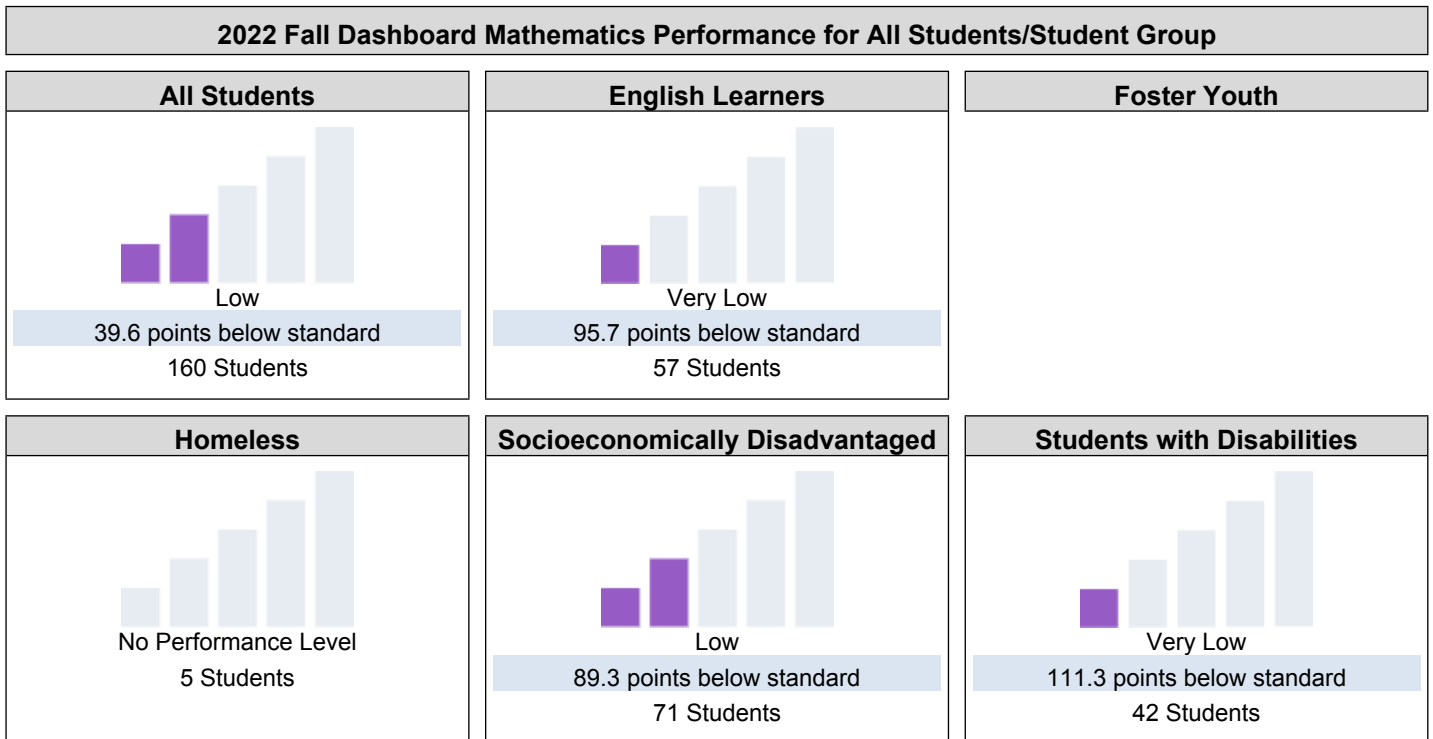 2022 Fall Dashboard Mathematics Performance for All Students/Student Group
All Students
Low
39.6 points below standard
160 Students
English Learners
Very Low
95.7 points below standard
57 Students
Foster Youth
Homeless
No Performance Level
5 Students
Socioeconomically Disadvantaged
Low
89.3 points below standard
71 Students
Students with Disabilities
Very Low
111.3 points below standard
42 Students